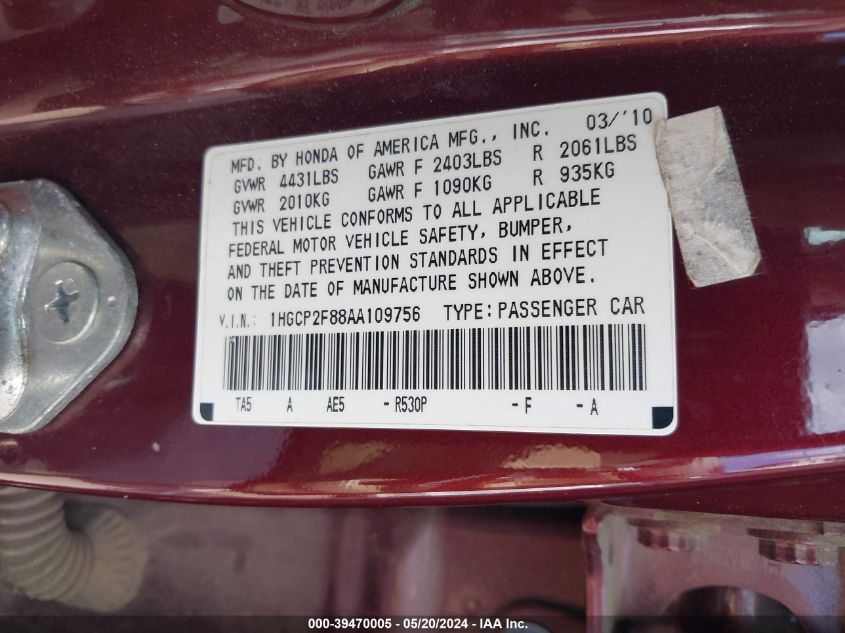 MFD. BY HONDA OF AMERICA MFG., INC. 03/'10
GVWR 4431LBS GAWR F 2403LBS R 2061LBS
GVWR 2010KG GAWR F 1090KG R 935KG
THIS VEHICLE CONFORMS TO ALL APPLICABLE
FEDERAL MOTOR VEHICLE SAFETY, BUMPER,
AND THEFT PREVENTION STANDARDS IN EFFECT
ON THE DATE OF MANUFACTURE SHOWN ABOVE.
V.I.N.: 1HGCP2F88AA109756 TYPE: PASSENGER CAR
TA5 A AE5 -R530P -F -A
000-39470005 - 05/20/2024 - IAA Inc.